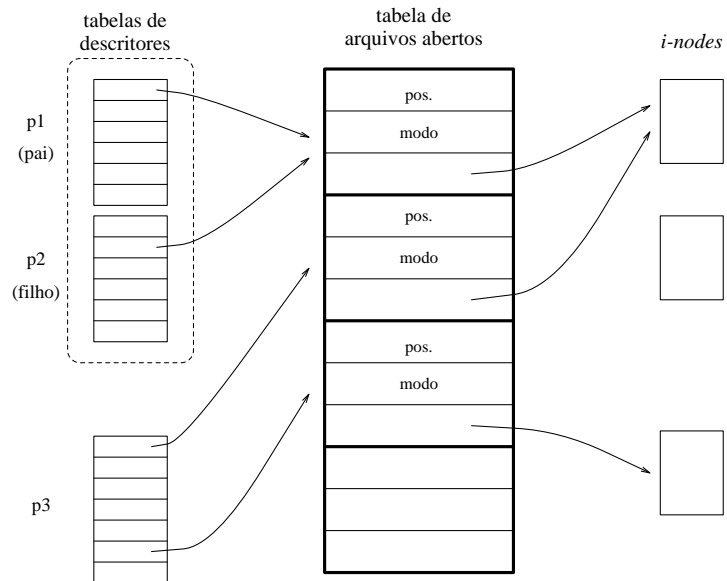 tabelas de
descritores
tabela de
arquivos abertos
i-nodes
p1
(pai)
p2
(filho)
p3
pos.
modo
pos.
modo
pos.
modo